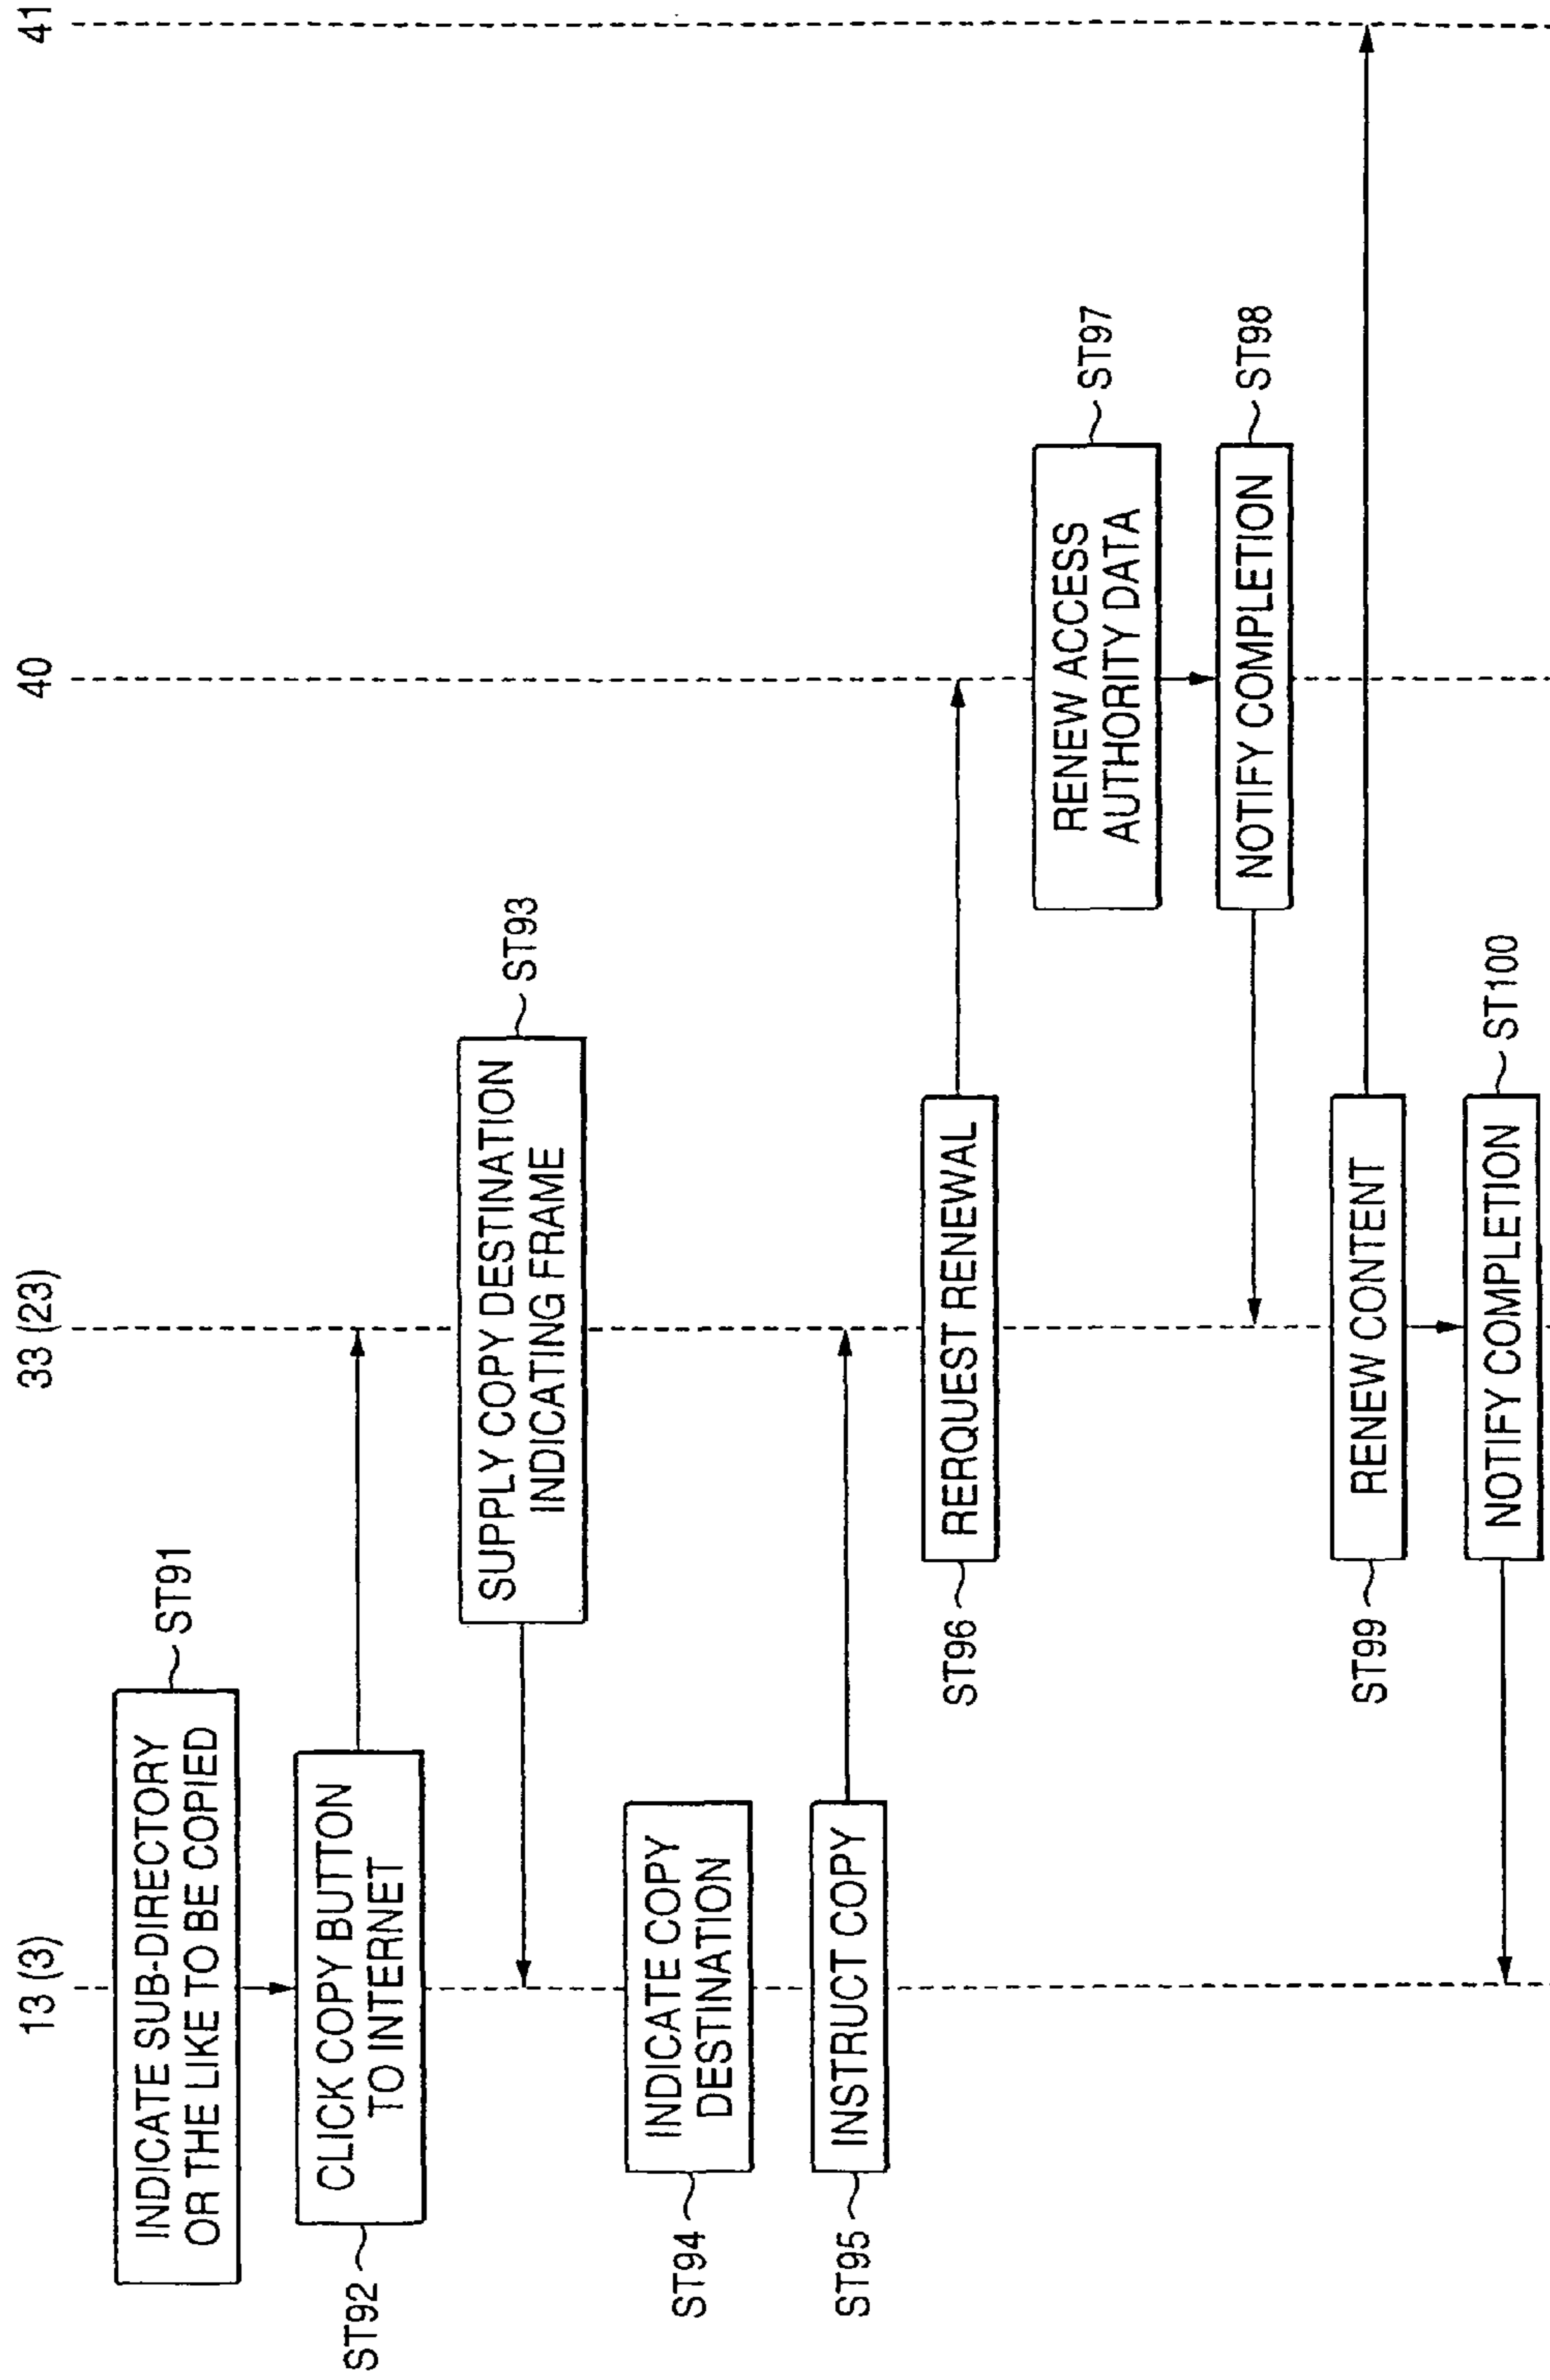 13 (3)
33 (23)
40
41
INDICATE SUB-DIRECTORY
OR THE LIKE TO BE COPIED
ST91
ST92
CLICK COPY BUTTON
TO INTERNET
SUPPLY COPY DESTINATION
INDICATING FRAME
ST93
ST94
INDICATE COPY
DESTINATION
ST95
INSTRUCT COPY
ST96
RERQUEST RENEWAL
RENEW ACCESS
AUTHORITY DATA
ST97
NOTIFY COMPLETION
ST98
ST99
RENEW CONTENT
NOTIFY COMPLETION
ST100